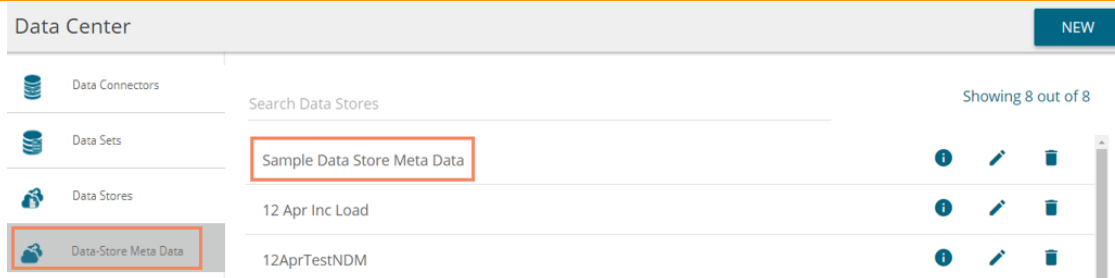 Data Center
NEW
Data Connectors
Data Sets
Data Stores
Data-Store Meta Data
Search Data Stores
Showing 8 out of 8
Sample Data Store Meta Data
12 Apr Inc Load
12AprTestNDM